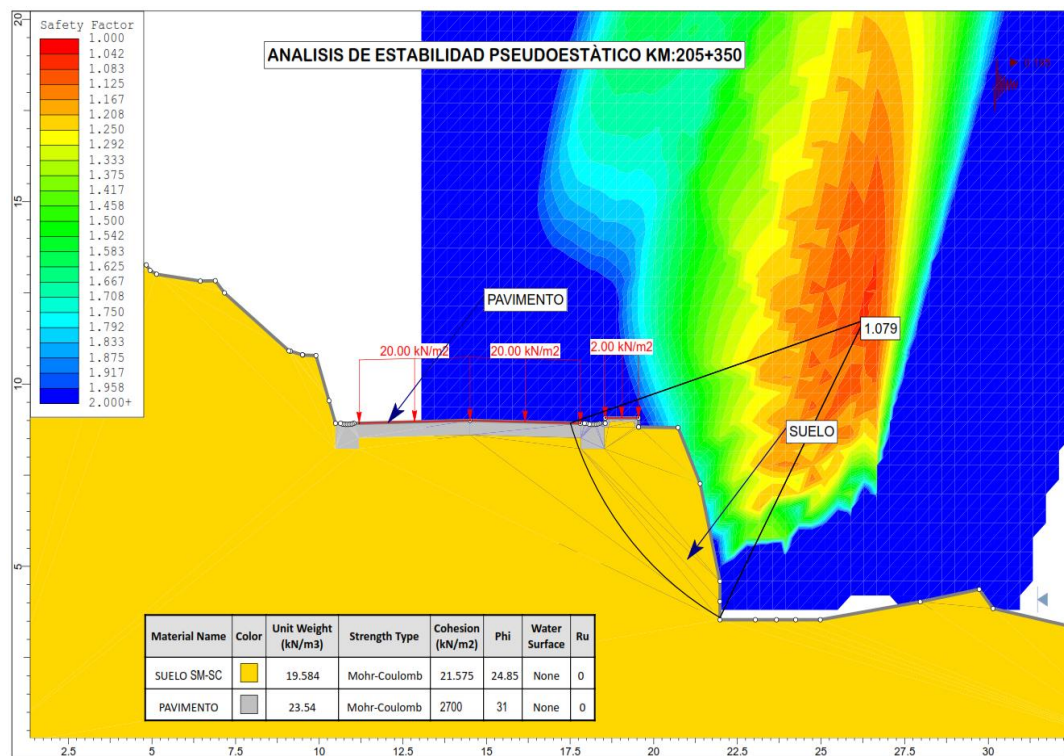 Safety Factor
1.000
1.042
1.083
1.125
1.167
1.208
1.250
1.292
1.333
1.375
1.417
1.458
1.500
1.542
1.583
1.625
1.667
1.708
1.750
1.792
1.833
1.875
1.917
1.958
2.000+
ANALISIS DE ESTABILIDAD PSEUDOESTÀTICO KM:205+350
PAVIMENTO
1.079
20.00 kN/m2
20.00 kN/m2
2.00 kN/m2
SUELO
Material Name Color Unit Weight (kN/m3) Strength Type Cohesion (kN/m2) Phi Water Surface Ru
SUELO SM-SC 19.584 Mohr-Coulomb 21.575 24.85 None 0
PAVIMENTO 23.54 Mohr-Coulomb 2700 31 None 0
20
15
10
5
2.5 5 7.5 10 12.5 15 17.5 20 22.5 25 27.5 30